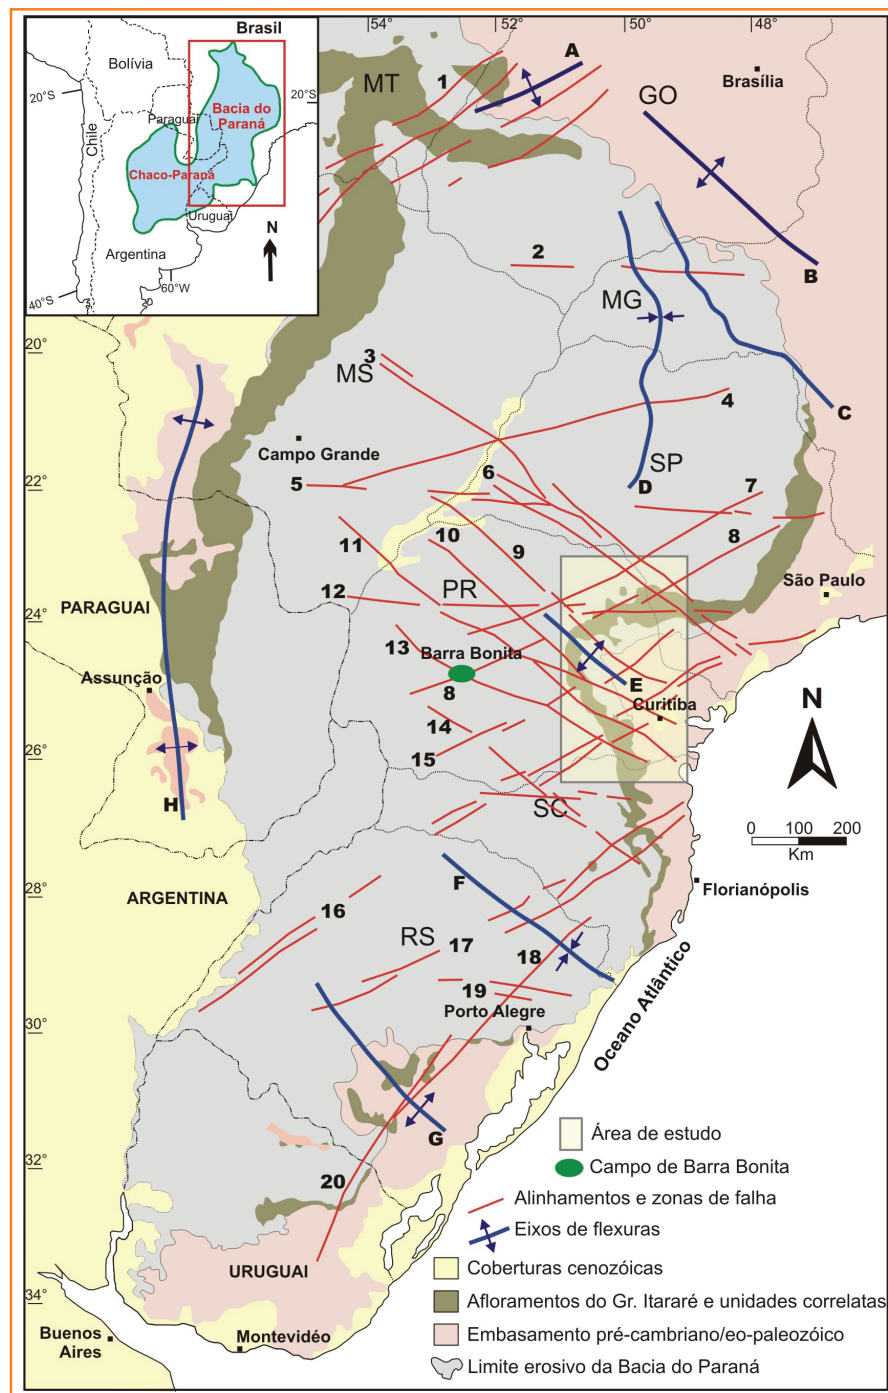 54°
52°
50°
48°
Brasil
Bolívia
20°S
20°S
Bacia do
Paraná
Paraguai
Chile
Chaco-Paraná
Uruguai
Argentina
N
60°W
40°S
A
1
MT
Brasília
GO
2
B
MG
20°
3
MS
4
C
Campo Grande
SP
5
6
D
7
22°
8
9
10
11
PR
12
São Paulo
24°
PARAGUAI
13
Barra Bonita
Assunção
8
E
Curitiba
N
14
15
26°
H
SC
0 100 200
Km
F
Florianópolis
28°
ARGENTINA
16
RS
17
18
19
Porto Alegre
Oceano Atlântico
30°
G
Área de estudo
Campo de Barra Bonita
32°
20
Alinhamentos e zonas de falha
Eixos de flexuras
URUGUAI
Coberturas cenozóicas
34°
Afloramentos do Gr. Itararé e unidades correlatas
Buenos
Aires
Montevidéo
Embasamento pré-cambriano/eo-paleozóico
Limite erosivo da Bacia do Paraná